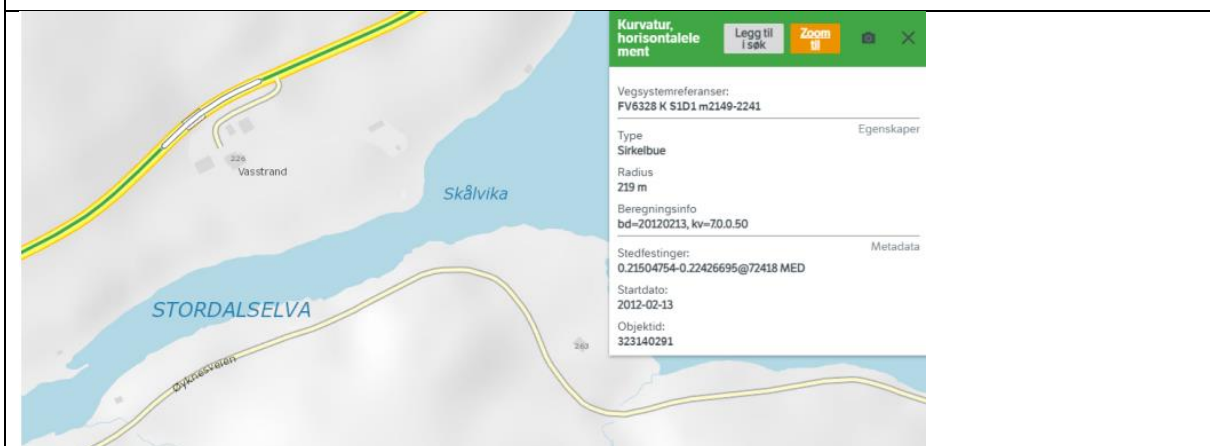 Kurvatur,
horisontalele
ment
Legg til
i søk
Zoom
til
Vegsystemreferanser:
FV6328 K S1D1 m2149-2241
Egenskaper
Type
Sirkelbue
Radius
219 m
Beregningsinfo
bd=20120213, kv=7.0.0.50
Metadata
Stedfestinger:
0.21504754-0.22426695@72418 MED
Startdato:
2012-02-13
Objektid:
323140291
226
Vasstrand
Skålvika
STORDALSELVA
263
Øyknesveien